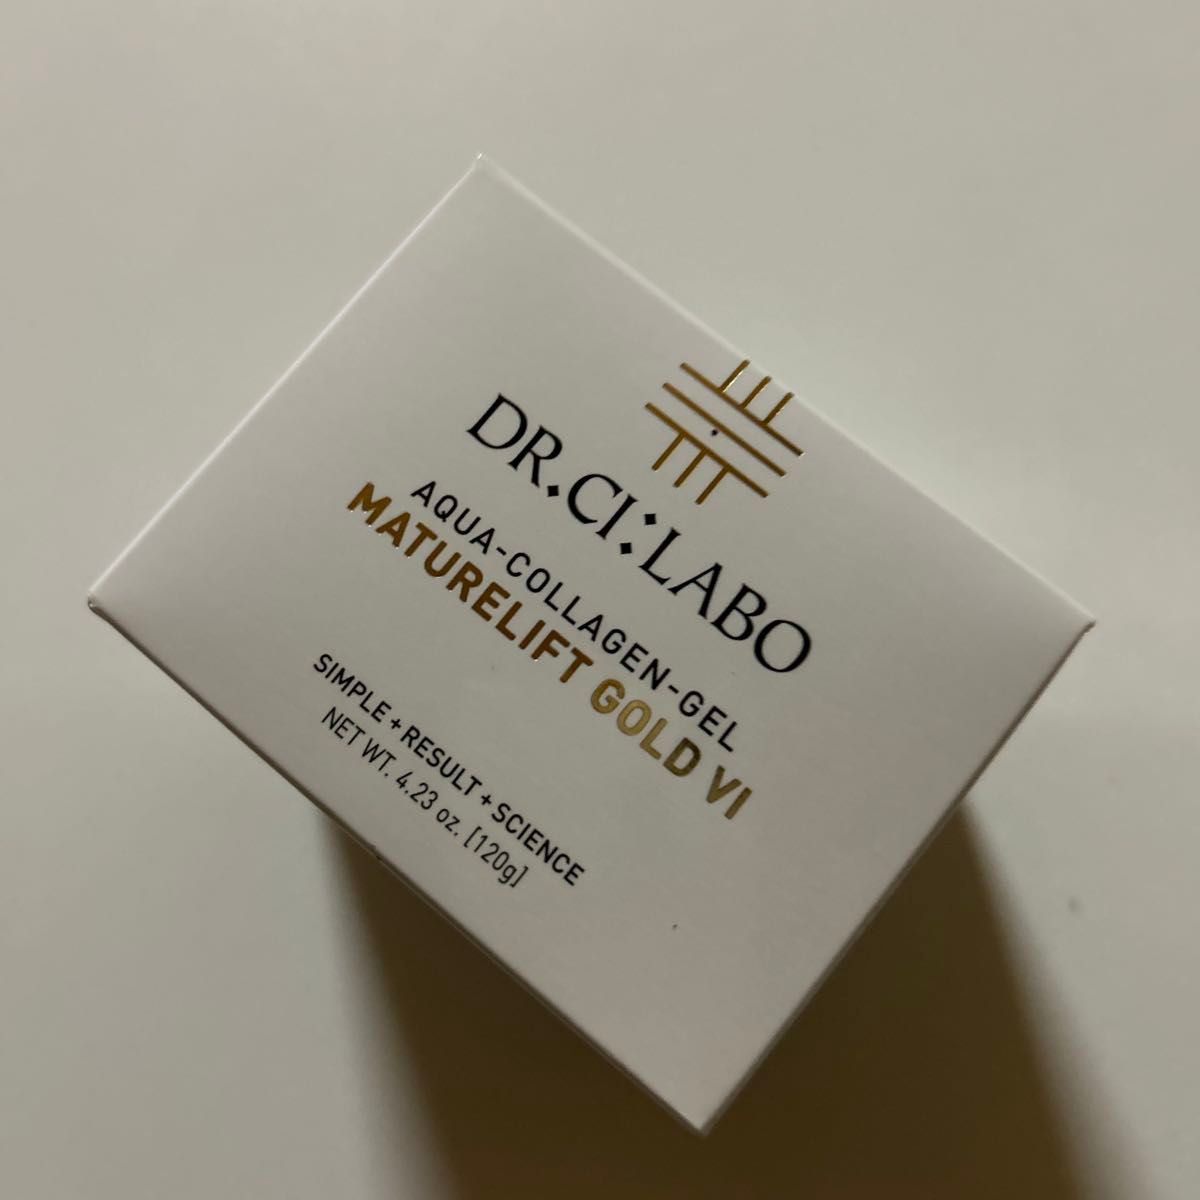 DR.CI:LABO
AQUA-COLLAGEN-GEL
MATURELIFT GOLD VI
SIMPLE + RESULT + SCIENCE
NET WT. 4.23 oz. [120g]